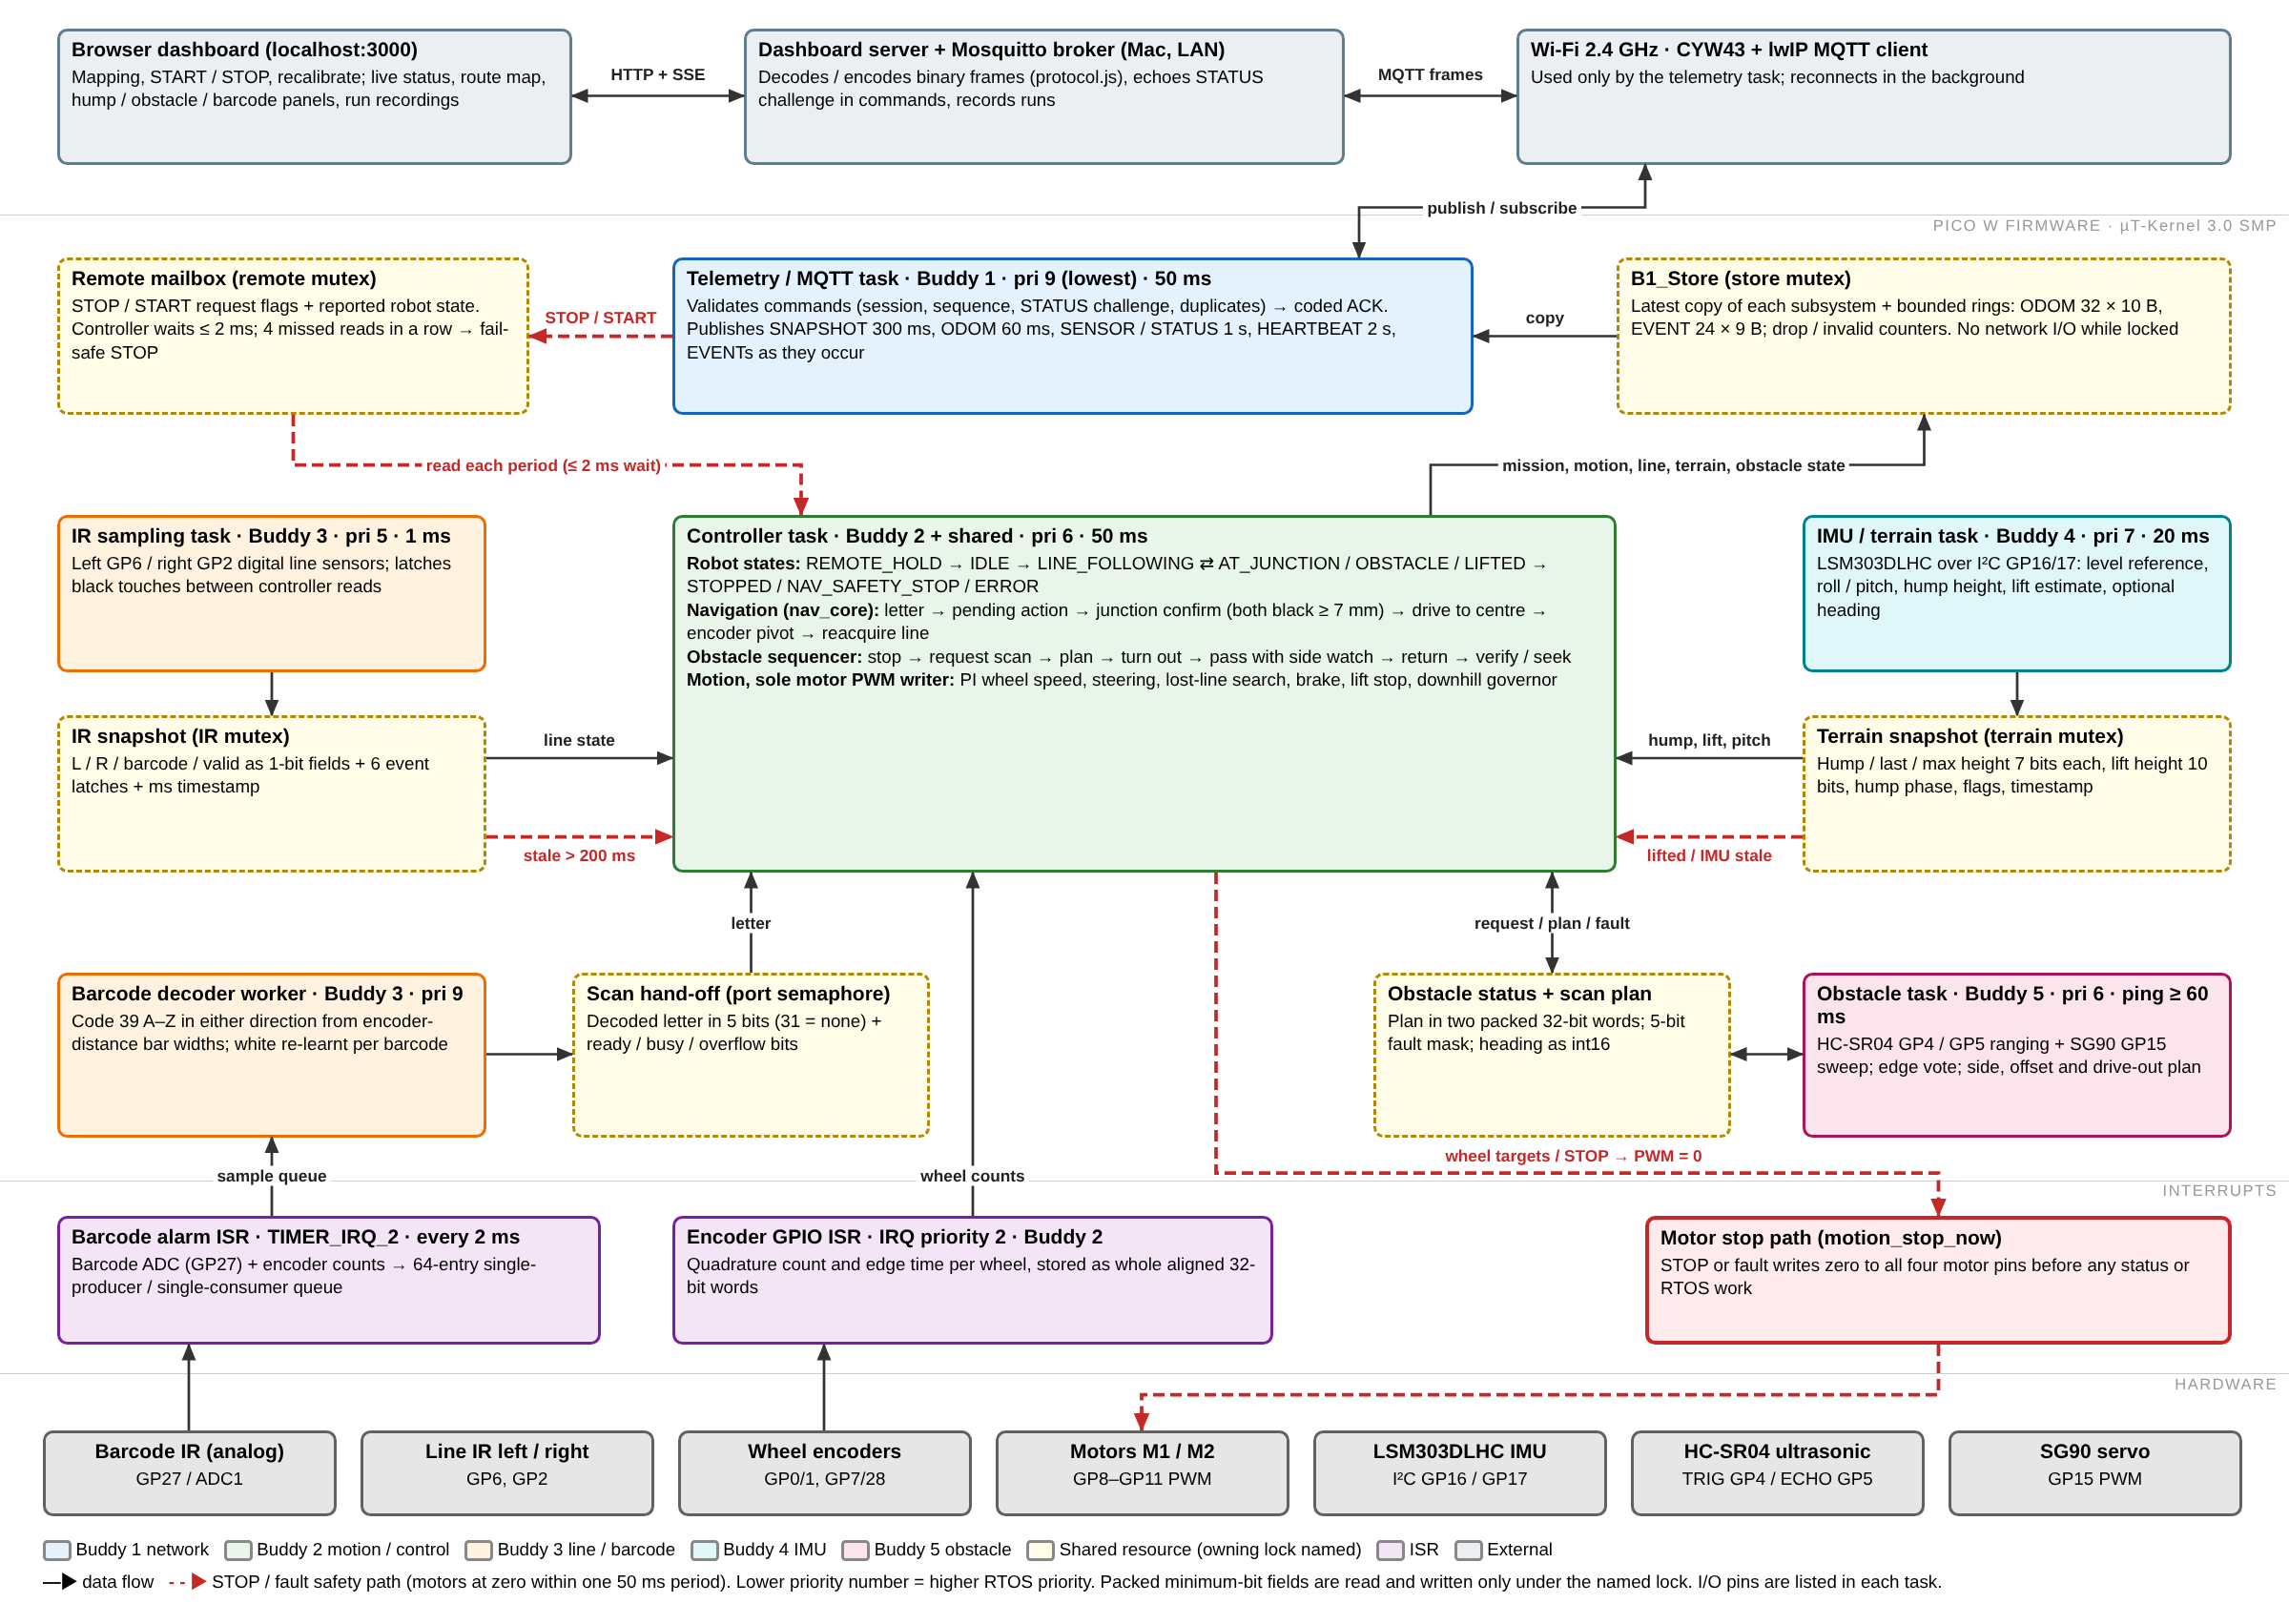 Browser dashboard (localhost:3000)
Mapping, START / STOP, recalibrate; live status, route map,
hump / obstacle / barcode panels, run recordings
HTTP + SSE
Dashboard server + Mosquitto broker (Mac, LAN)
Decodes / encodes binary frames (protocol.js), echoes STATUS
challenge in commands, records runs
MQTT frames
Wi-Fi 2.4 GHz · CYW43 + lwIP MQTT client
Used only by the telemetry task; reconnects in the background
publish / subscribe
PICO W FIRMWARE · µT-Kernel 3.0 SMP
Remote mailbox (remote mutex)
STOP / START request flags + reported robot state.
Controller waits ≤ 2 ms; 4 missed reads in a row → fail-
safe STOP
STOP / START
Telemetry / MQTT task · Buddy 1 · pri 9 (lowest) · 50 ms
Validates commands (session, sequence, STATUS challenge, duplicates) → coded ACK.
Publishes SNAPSHOT 300 ms, ODOM 60 ms, SENSOR / STATUS 1 s, HEARTBEAT 2 s,
EVENTs as they occur
copy
B1_Store (store mutex)
Latest copy of each subsystem + bounded rings: ODOM 32 × 10 B,
EVENT 24 × 9 B; drop / invalid counters. No network I/O while locked
read each period (≤ 2 ms wait)
mission, motion, line, terrain, obstacle state
IR sampling task · Buddy 3 · pri 5 · 1 ms
Left GP6 / right GP2 digital line sensors; latches
black touches between controller reads
Controller task · Buddy 2 + shared · pri 6 · 50 ms
Robot states: REMOTE_HOLD → IDLE → LINE_FOLLOWING ⇄ AT_JUNCTION / OBSTACLE / LIFTED →
STOPPED / NAV_SAFETY_STOP / ERROR
Navigation (nav_core): letter → pending action → junction confirm (both black ≥ 7 mm) → drive to centre →
encoder pivot → reacquire line
Obstacle sequencer: stop → request scan → plan → turn out → pass with side watch → return → verify / seek
Motion, sole motor PWM writer: PI wheel speed, steering, lost-line search, brake, lift stop, downhill governor
IMU / terrain task · Buddy 4 · pri 7 · 20 ms
LSM303DLHC over I²C GP16/17: level reference,
roll / pitch, hump height, lift estimate, optional
heading
IR snapshot (IR mutex)
L / R / barcode / valid as 1-bit fields + 6 event
latches + ms timestamp
line state
stale > 200 ms
hump, lift, pitch
lifted / IMU stale
Terrain snapshot (terrain mutex)
Hump / last / max height 7 bits each, lift height 10
bits, hump phase, flags, timestamp
letter
request / plan / fault
Barcode decoder worker · Buddy 3 · pri 9
Code 39 A–Z in either direction from encoder-
distance bar widths; white re-learnt per barcode
Scan hand-off (port semaphore)
Decoded letter in 5 bits (31 = none) +
ready / busy / overflow bits
Obstacle status + scan plan
Plan in two packed 32-bit words; 5-bit
fault mask; heading as int16
Obstacle task · Buddy 5 · pri 6 · ping ≥ 60
ms
HC-SR04 GP4 / GP5 ranging + SG90 GP15
sweep; edge vote; side, offset and drive-out plan
sample queue
wheel counts
wheel targets / STOP → PWM = 0
INTERRUPTS
Barcode alarm ISR · TIMER_IRQ_2 · every 2 ms
Barcode ADC (GP27) + encoder counts → 64-entry single-
producer / single-consumer queue
Encoder GPIO ISR · IRQ priority 2 · Buddy 2
Quadrature count and edge time per wheel, stored as whole aligned 32-
bit words
Motor stop path (motion_stop_now)
STOP or fault writes zero to all four motor pins before any status or
RTOS work
HARDWARE
Barcode IR (analog)
GP27 / ADC1
Line IR left / right
GP6, GP2
Wheel encoders
GP0/1, GP7/28
Motors M1 / M2
GP8–GP11 PWM
LSM303DLHC IMU
I²C GP16 / GP17
HC-SR04 ultrasonic
TRIG GP4 / ECHO GP5
SG90 servo
GP15 PWM
Buddy 1 network Buddy 2 motion / control Buddy 3 line / barcode Buddy 4 IMU Buddy 5 obstacle Shared resource (owning lock named) ISR External
data flow STOP / fault safety path (motors at zero within one 50 ms period). Lower priority number = higher RTOS priority. Packed minimum-bit fields are read and written only under the named lock. I/O pins are listed in each task.